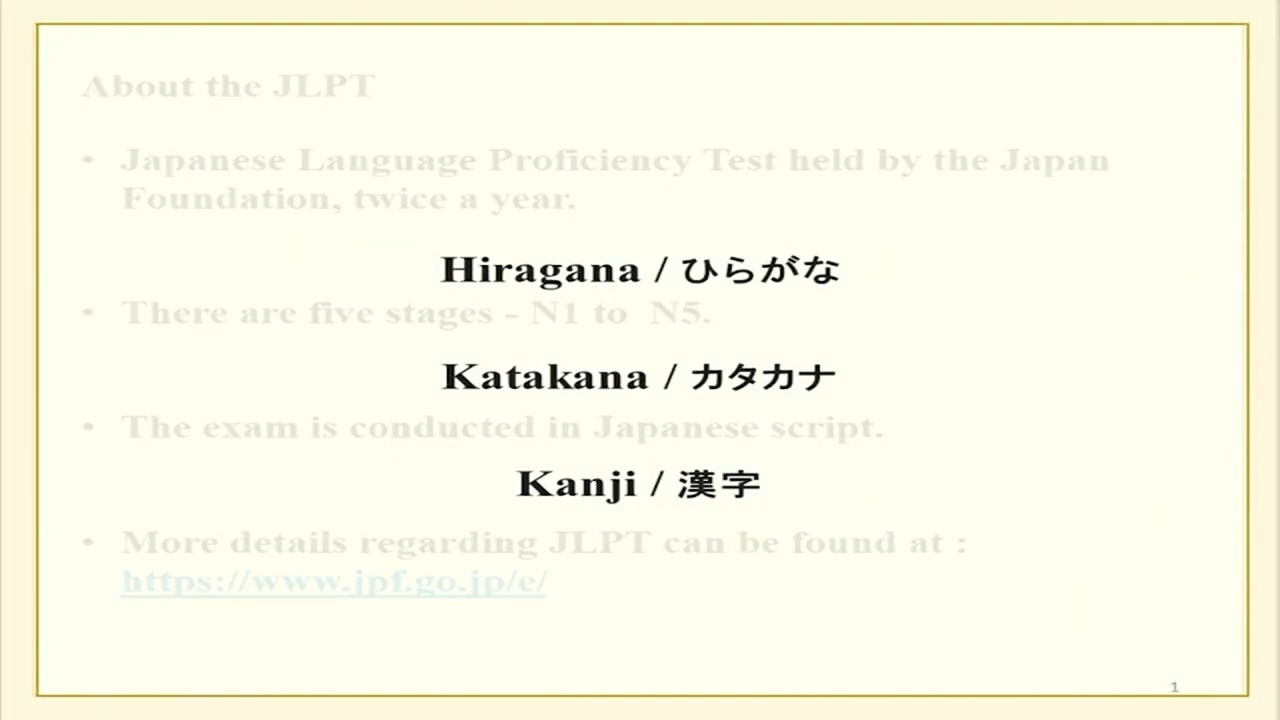 About the JLPT
• Japanese Language Proficiency Test held by the Japan
Foundation, twice a year.
Hiragana / ひらがな
• There are five stages - N1 to N5.
Katakana / カタカナ
• The exam is conducted in Japanese script.
Kanji / 漢字
• More details regarding JLPT can be found at :
https://www.jpf.go.jp/e/
1